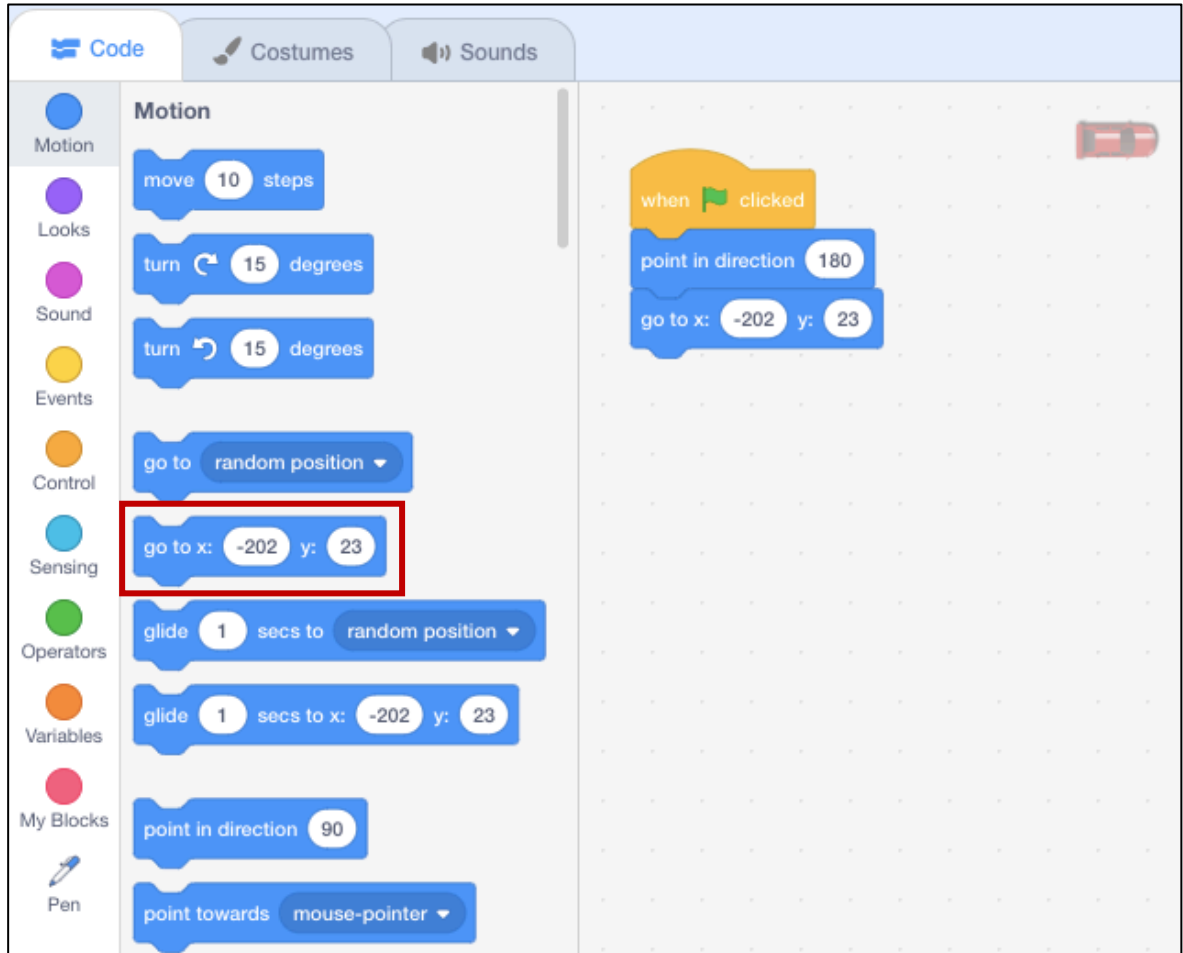 Code
Costumes
Sounds
Motion
Looks
Sound
Events
Control
Sensing
Operators
Variables
My Blocks
Pen
Motion
move 10 steps
turn 15 degrees
turn 15 degrees
go to random position
go to x: -202 y: 23
glide 1 secs to random position
glide 1 secs to x: -202 y: 23
point in direction 90
point towards mouse-pointer
when clicked
point in direction 180
go to x: -202 y: 23